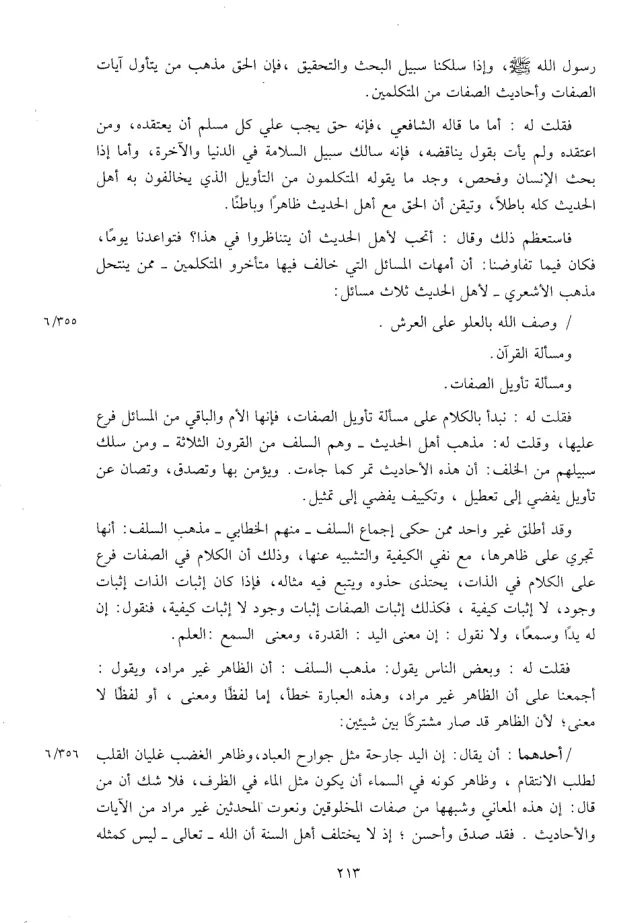 رسول الله ﷺ، وإذا سلكنا سبيل البحث والتحقيق ،فإن الحق مذهب من يتأول آيات
الصفات وأحاديث الصفات من المتكلمين.
فقلت له : أما ما قاله الشافعي ،فإنه حق يجب علي كل مسلم أن يعتقده، ومن
اعتقده ولم يأت بقول يناقضه، فإنه سالك سبيل السلامة في الدنيا والآخرة، وأما إذا
بحث الإنسان وفحص، وجد ما يقوله المتكلمون من التأويل الذي يخالفون به أهل
الحديث كله باطلاً، وتيقن أن الحق مع أهل الحديث ظاهرًا وباطنًا.
فاستعظم ذلك وقال : أتحب لأهل الحديث أن يتناظروا في هذا؟ فتواعدنا يومًا،
فكان فيما تفاوضنا: أن أمهات المسائل التي خالف فيها متأخرو المتكلمين ـ ممن ينتحل
مذهب الأشعري ـ لأهل الحديث ثلاث مسائل:
/ وصف الله بالعلو على العرش .
٦/٣٥٥
ومسألة القرآن.
ومسألة تأويل الصفات.
فقلت له : نبدأ بالكلام على مسألة تأويل الصفات، فإنها الأم والباقي من المسائل فرع
عليها، وقلت له: مذهب أهل الحديث ـ وهم السلف من القرون الثلاثة ـ ومن سلك
سبيلهم من الخلف: أن هذه الأحاديث تمر كما جاءت. ويؤمن بها وتصدق، وتصان عن
تأويل يفضي إلى تعطيل ، وتكييف يفضي إلى تمثيل.
وقد أطلق غير واحد ممن حكى إجماع السلف ـ منهم الخطابي ـ مذهب السلف: أنها
تجري على ظاهرها، مع نفي الكيفية والتشبيه عنها، وذلك أن الكلام في الصفات فرع
على الكلام في الذات، يحتذى حذوه ويتبع فيه مثاله، فإذا كان إثبات الذات إثبات
وجود، لا إثبات كيفية ، فكذلك إثبات الصفات إثبات وجود لا إثبات كيفية، فنقول: إن
له يدًا وسمعًا، ولا نقول : إن معنى اليد : القدرة، ومعنى السمع :العلم.
فقلت له : وبعض الناس يقول: مذهب السلف : أن الظاهر غير مراد، ويقول :
أجمعنا على أن الظاهر غير مراد، وهذه العبارة خطأ، إما لفظًا ومعنى ، أو لفظًا لا
معنى؛ لأن الظاهر قد صار مشتركًا بين شيئين:
/ أحدهما : أن يقال: إن اليد جارحة مثل جوارح العباد،وظاهر الغضب غليان القلب
٦/٣٥٦
لطلب الانتقام ، وظاهر كونه في السماء أن يكون مثل الماء في الظرف، فلا شك أن من
قال: إن هذه المعاني وشبهها من صفات المخلوقين ونعوت المحدثين غير مراد من الآيات
والأحاديث . فقد صدق وأحسن ؛ إذ لا يختلف أهل السنة أن الله ـ تعالى ـ ليس كمثله
٢١٣